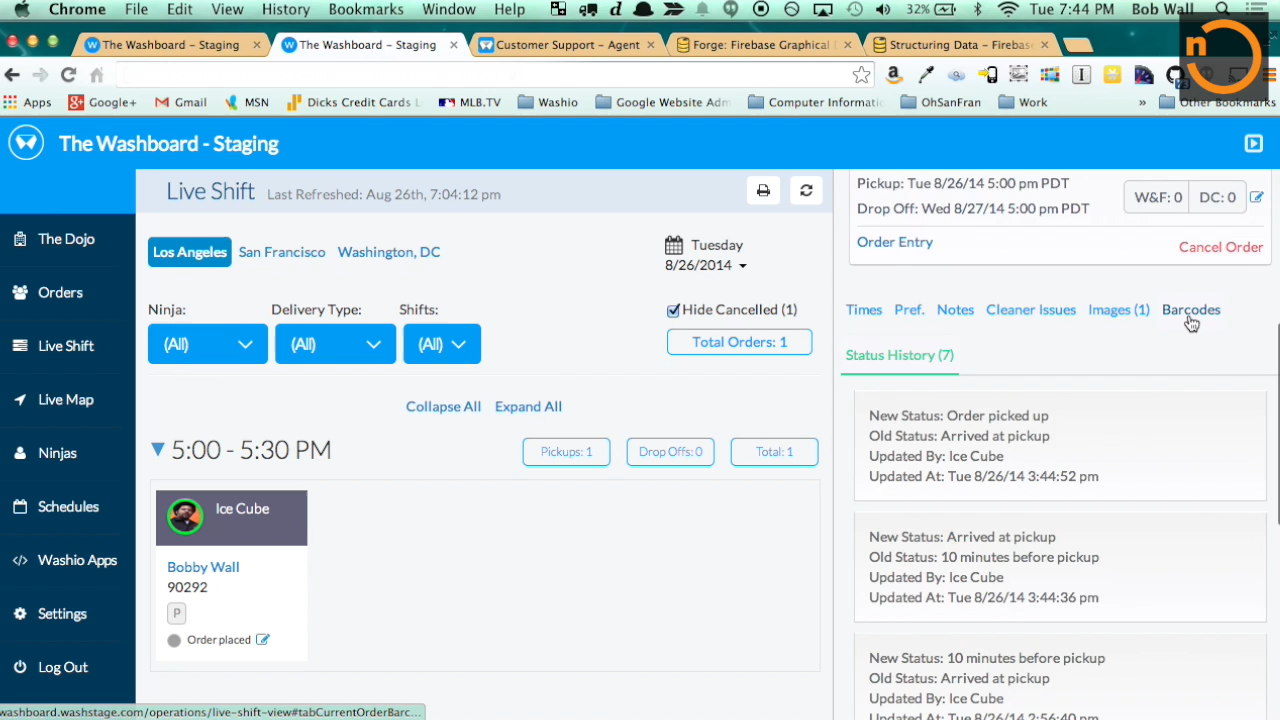 Chrome File Edit View History Bookmarks Window Help 32% Tue 7:44 PM Bob Wall
The Washboard - Staging × The Washboard - Staging × Customer Support - Agent × Forge: Firebase Graphical × Structuring Data - Firebase ×
Apps Google+ Gmail MSN Dicks Credit Cards MLB.TV Washio Google Website Adm Computer Informati OhSanFran Work » Other Bookmarks
n
The Washboard - Staging
The Dojo
Orders
Live Shift
Live Map
Ninjas
Schedules
Washio Apps
Settings
Log Out
Live Shift Last Refreshed: Aug 26th, 7:04:12 pm
Los Angeles San Francisco Washington, DC
Tuesday
8/26/2014
Ninja: Delivery Type: Shifts:
(All) (All) (All)
Hide Cancelled (1)
Total Orders: 1
Collapse All Expand All
5:00 - 5:30 PM Pickups: 1 Drop Offs: 0 Total: 1
Ice Cube
Bobby Wall
90292
P
Order placed
Pickup: Tue 8/26/14 5:00 pm PDT
Drop Off: Wed 8/27/14 5:00 pm PDT
W&F: 0 DC: 0
Order Entry Cancel Order
Times Pref. Notes Cleaner Issues Images (1) Barcodes
Status History (7)
New Status: Order picked up
Old Status: Arrived at pickup
Updated By: Ice Cube
Updated At: Tue 8/26/14 3:44:52 pm
New Status: Arrived at pickup
Old Status: 10 minutes before pickup
Updated By: Ice Cube
Updated At: Tue 8/26/14 3:44:36 pm
New Status: 10 minutes before pickup
Old Status: Arrived at pickup
Updated By: Ice Cube
Updated At: Tue 8/26/14 2:56:40 pm
washboard.washstage.com/operations/live-shift-view#tabCurrentOrderBarc...